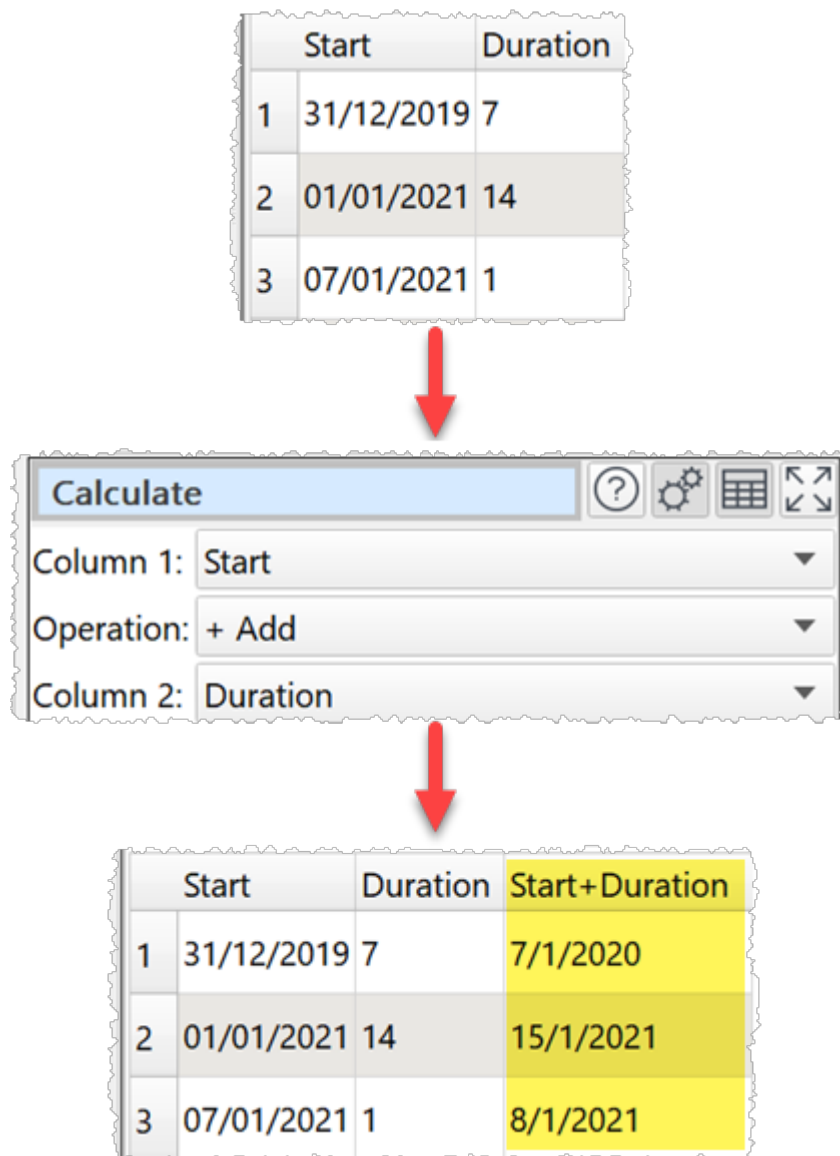 Start Duration
1 31/12/2019 7
2 01/01/2021 14
3 07/01/2021 1
Calculate
Column 1: Start
Operation: + Add
Column 2: Duration
Start Duration Start+Duration
1 31/12/2019 7 7/1/2020
2 01/01/2021 14 15/1/2021
3 07/01/2021 1 8/1/2021